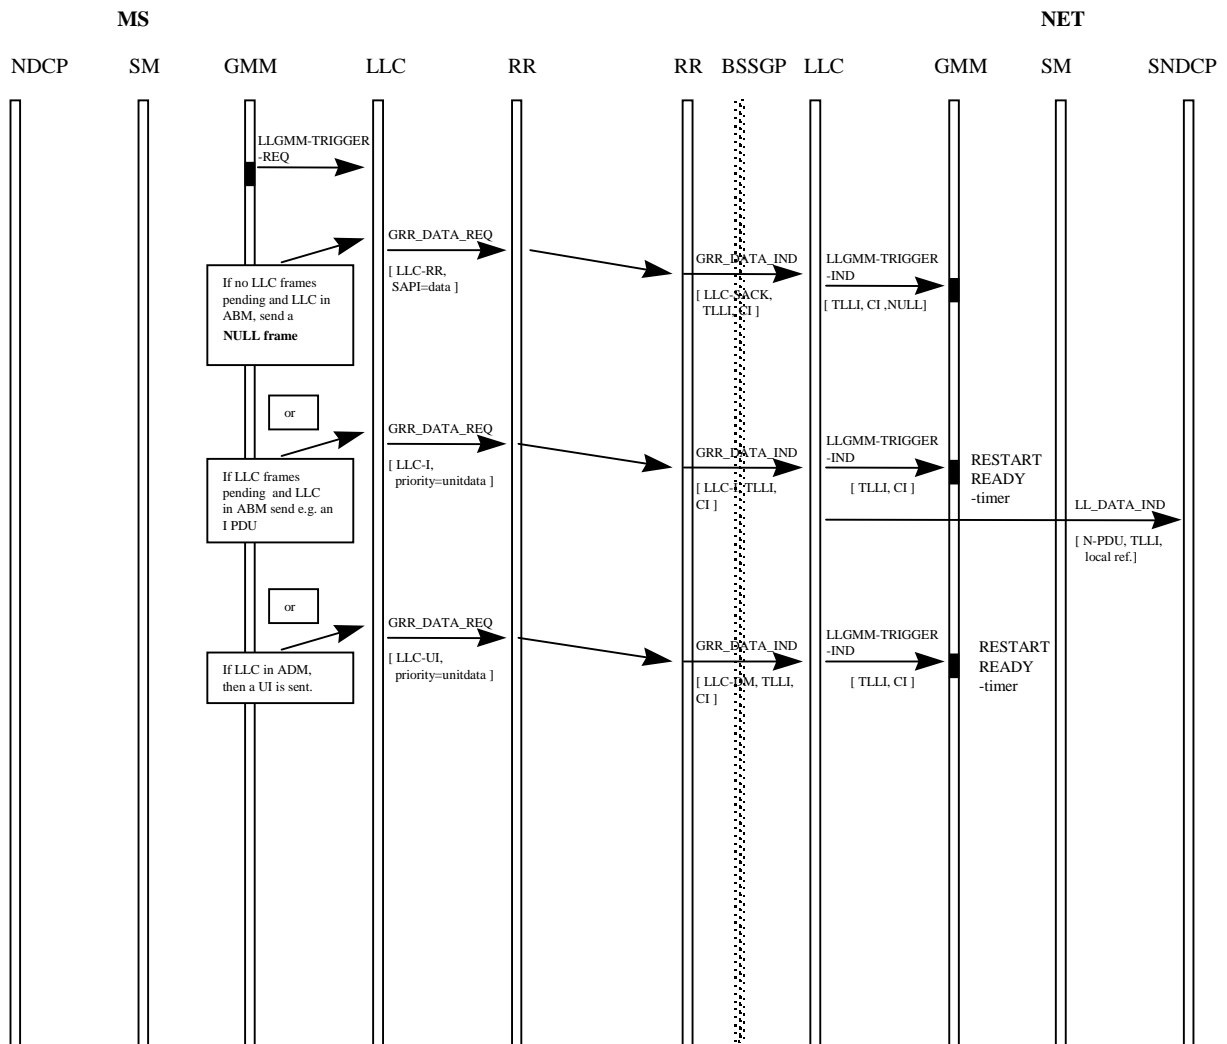 MS NET
NDCP SM GMM LLC RR RR BSSGP LLC GMM SM SNDCP
LLGMM-TRIGGER
-REQ
GRR_DATA_REQ
[ LLC-RR,
SAPI=data ]
GRR_DATA_IND
[ LLC-SACK,
TLLI, CI ]
LLGMM-TRIGGER
-IND
[ TLLI, CI ,NULL]
If no LLC frames
pending and LLC in
ABM, send a
NULL frame
or
GRR_DATA_REQ
[ LLC-I,
priority=unitdata ]
GRR_DATA_IND
[ LLC-I, TLLI,
CI ]
LLGMM-TRIGGER
-IND
[ TLLI, CI ]
RESTART
READY
-timer
If LLC frames
pending and LLC
in ABM send e.g. an
I PDU
LL_DATA_IND
[ N-PDU, TLLI,
local ref.]
or
GRR_DATA_REQ
[ LLC-UI,
priority=unitdata ]
GRR_DATA_IND
[ LLC-DM, TLLI,
CI ]
LLGMM-TRIGGER
-IND
[ TLLI, CI ]
RESTART
READY
-timer
If LLC in ADM,
then a UI is sent.